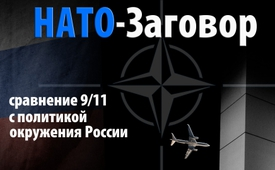 НАТО-Заговор
сравнение 9/11
с политикой
окружения России